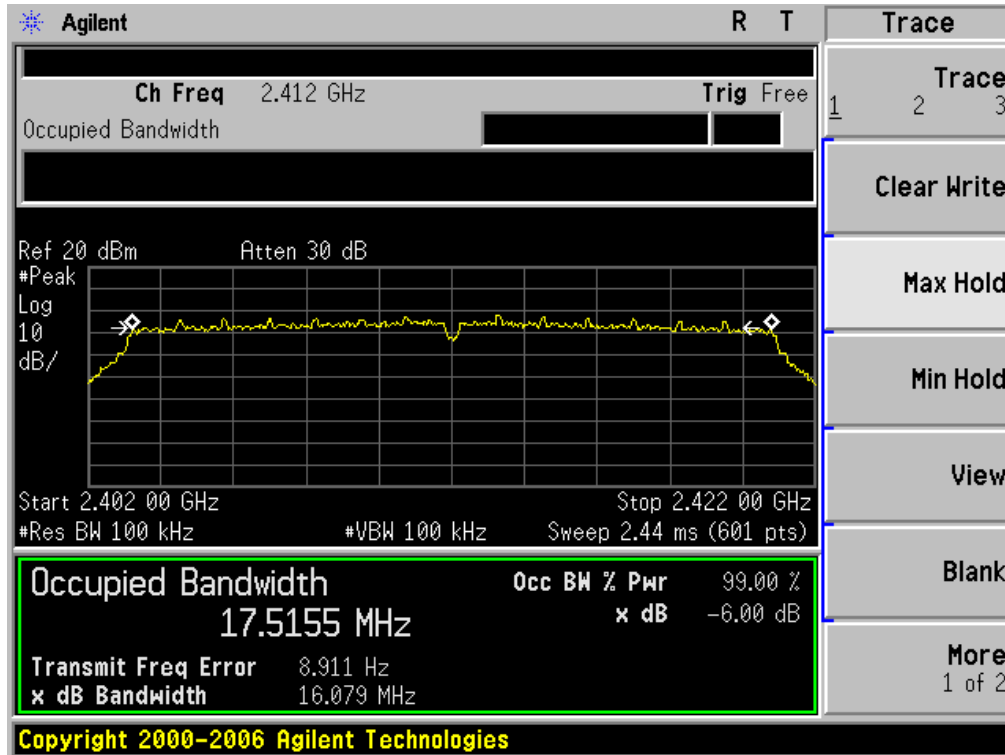 Agilent R T Trace
Ch Freq 2.412 GHz Trig Free
Occupied Bandwidth
Trace
1 2 3
Clear Write
Max Hold
Min Hold
View
Blank
More
1 of 2
Ref 20 dBm Atten 30 dB
#Peak
Log
10
dB/
Start 2.402 00 GHz Stop 2.422 00 GHz
#Res BW 100 kHz #VBW 100 kHz Sweep 2.44 ms (601 pts)
Occupied Bandwidth Occ BW % Pwr 99.00 %
17.5155 MHz x dB -6.00 dB
Transmit Freq Error 8.911 Hz
x dB Bandwidth 16.079 MHz
Copyright 2000-2006 Agilent Technologies